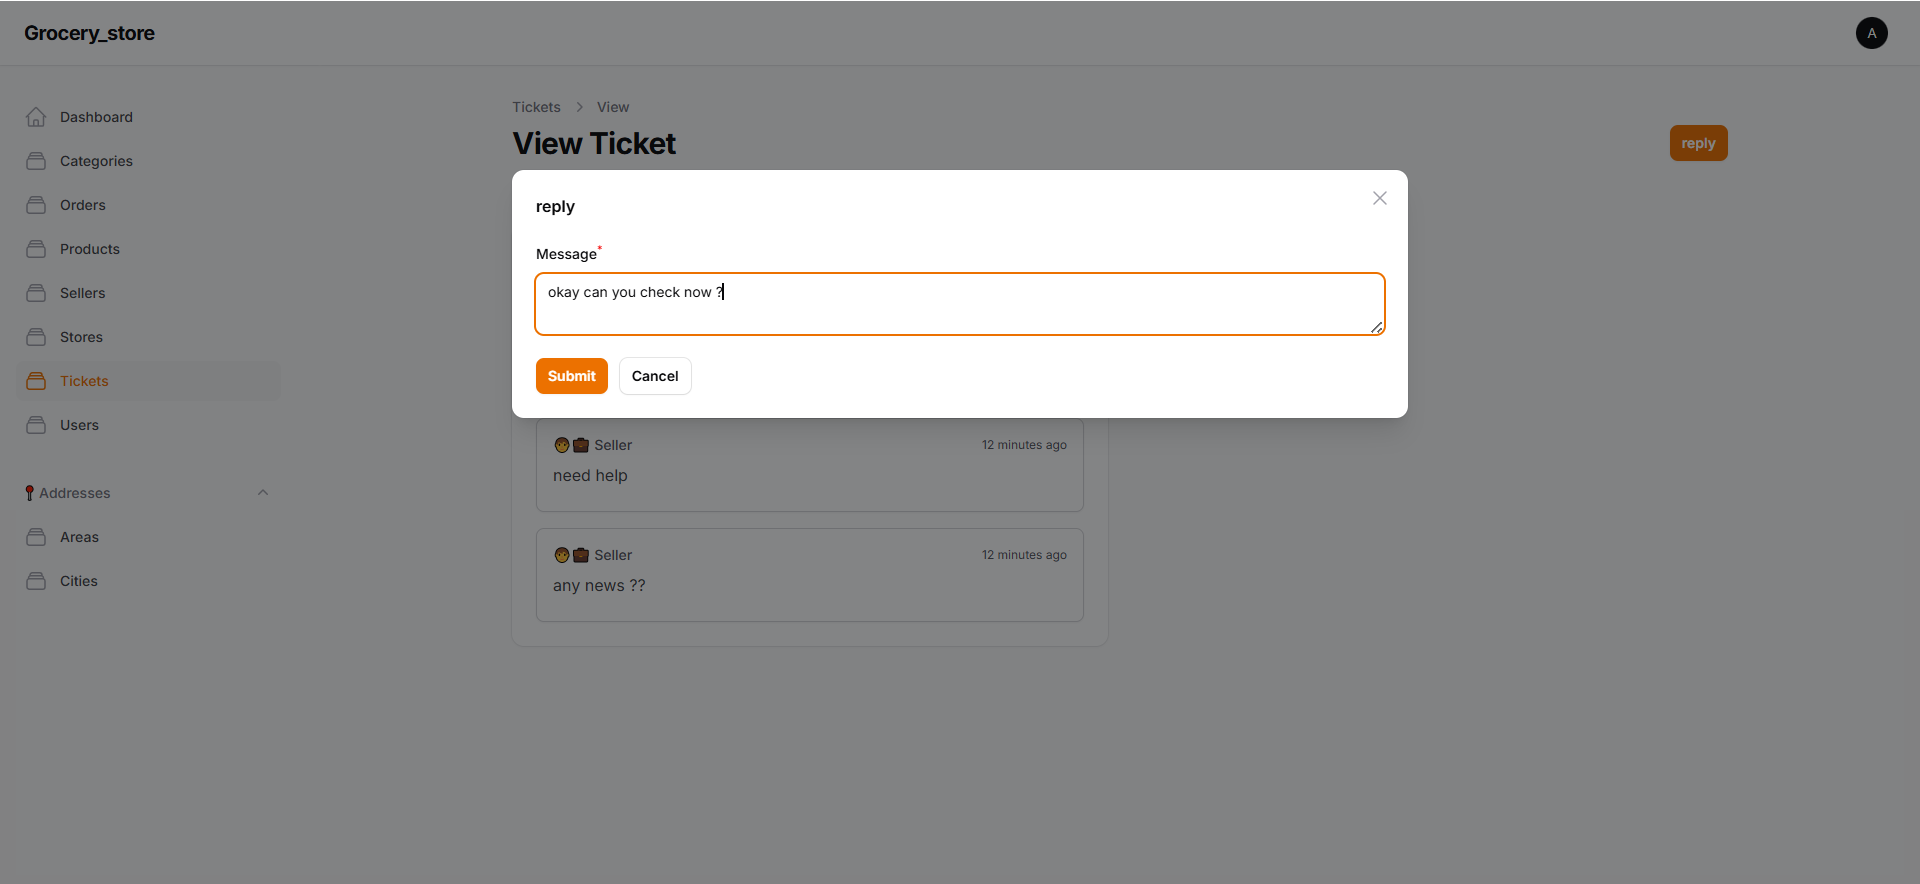 Grocery_store
A
Dashboard
Categories
Orders
Products
Sellers
Stores
Tickets
Users
Addresses
Areas
Cities
Tickets > View
View Ticket
reply
reply
Message*
okay can you check now ?
Submit
Cancel
Seller 12 minutes ago
need help
Seller 12 minutes ago
any news ??